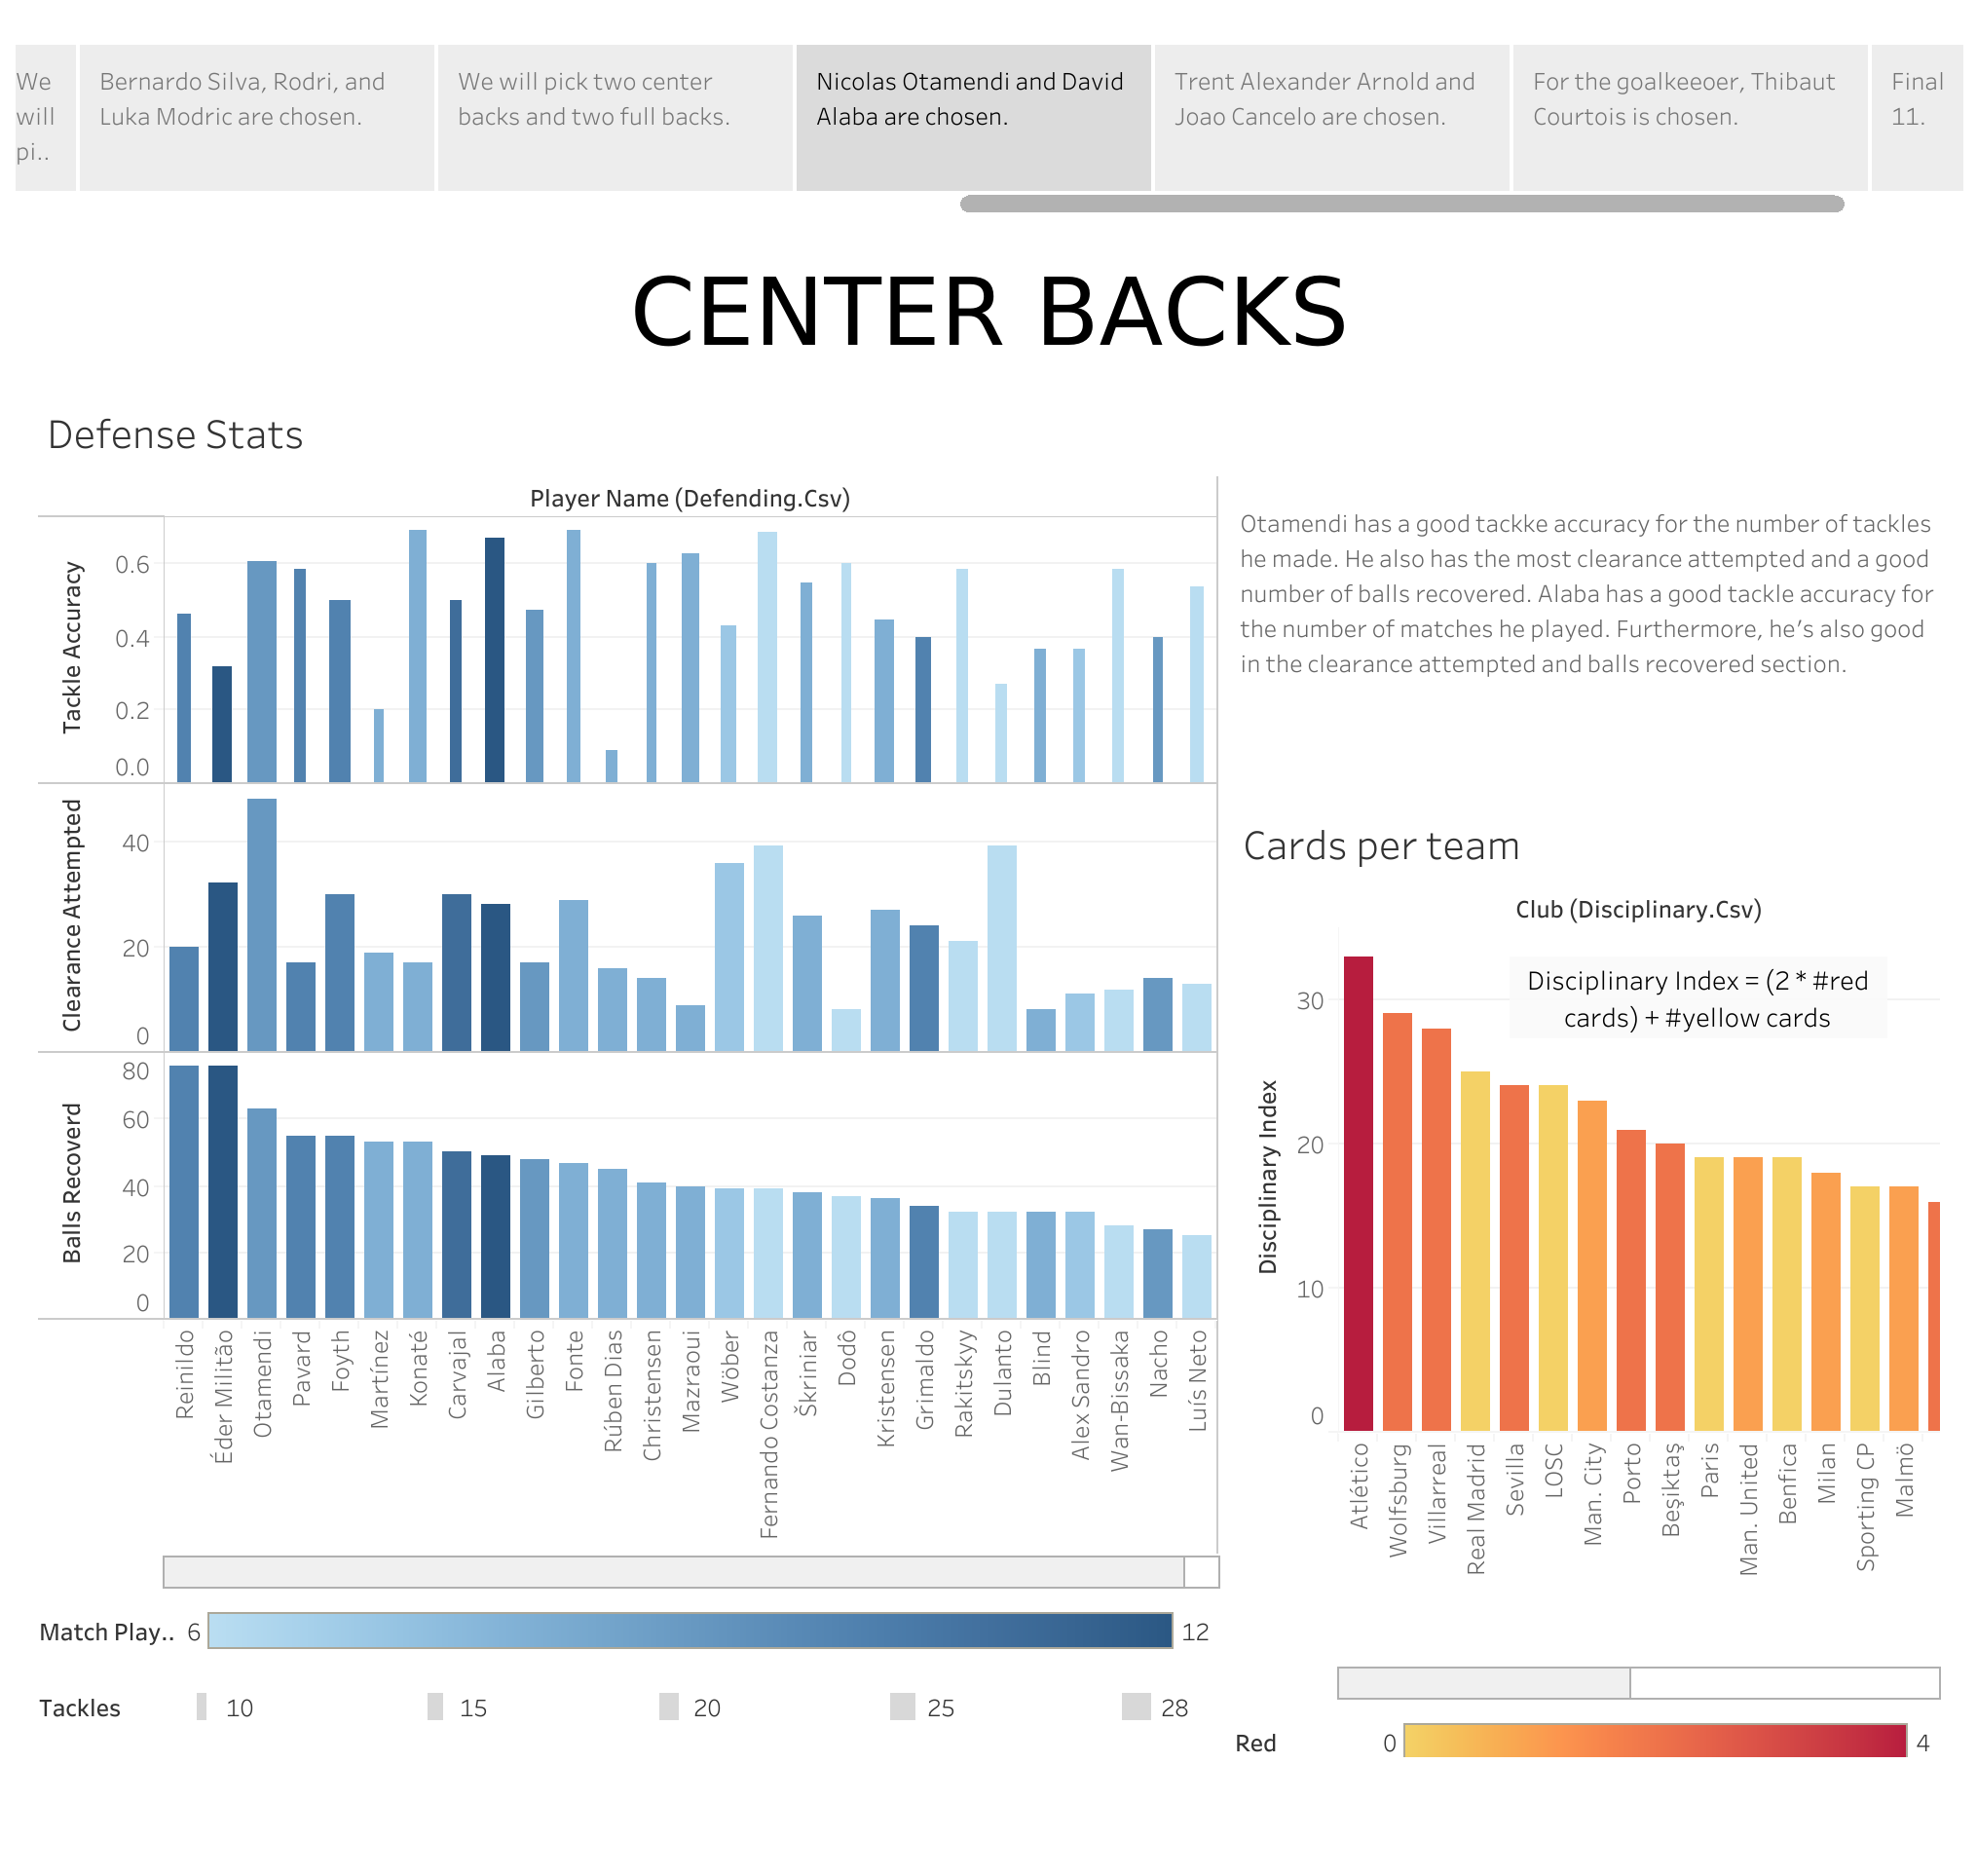 We
will
pi..
Bernardo Silva, Rodri, and
Luka Modric are chosen.
We will pick two center
backs and two full backs.
Nicolas Otamendi and David
Alaba are chosen.
Trent Alexander Arnold and
Joao Cancelo are chosen.
For the goalkeeoer, Thibaut
Courtois is chosen.
Final
11.
CENTER BACKS
Defense Stats
Player Name (Defending.Csv)
Tackle Accuracy
0.6
0.4
0.2
0.0
Clearance Attempted
40
20
0
Balls Recoverd
80
60
40
20
0
Reinildo
Éder Militão
Otamendi
Pavard
Foyth
Martínez
Konaté
Carvajal
Alaba
Gilberto
Fonte
Rúben Dias
Christensen
Mazraoui
Wöber
Fernando Costanza
Škriniar
Dodô
Kristensen
Grimaldo
Rakitskyy
Dulanto
Blind
Alex Sandro
Wan-Bissaka
Nacho
Luís Neto
Match Play.. 6 12
Tackles 10 15 20 25 28
Otamendi has a good tackke accuracy for the number of tackles
he made. He also has the most clearance attempted and a good
number of balls recovered. Alaba has a good tackle accuracy for
the number of matches he played. Furthermore, he’s also good
in the clearance attempted and balls recovered section.
Cards per team
Club (Disciplinary.Csv)
Disciplinary Index = (2 * #red
cards) + #yellow cards
Disciplinary Index
30
20
10
0
Atlético
Wolfsburg
Villarreal
Real Madrid
Sevilla
LOSC
Man. City
Porto
Beşiktaş
Paris
Man. United
Benfica
Milan
Sporting CP
Malmö
Red 0 4